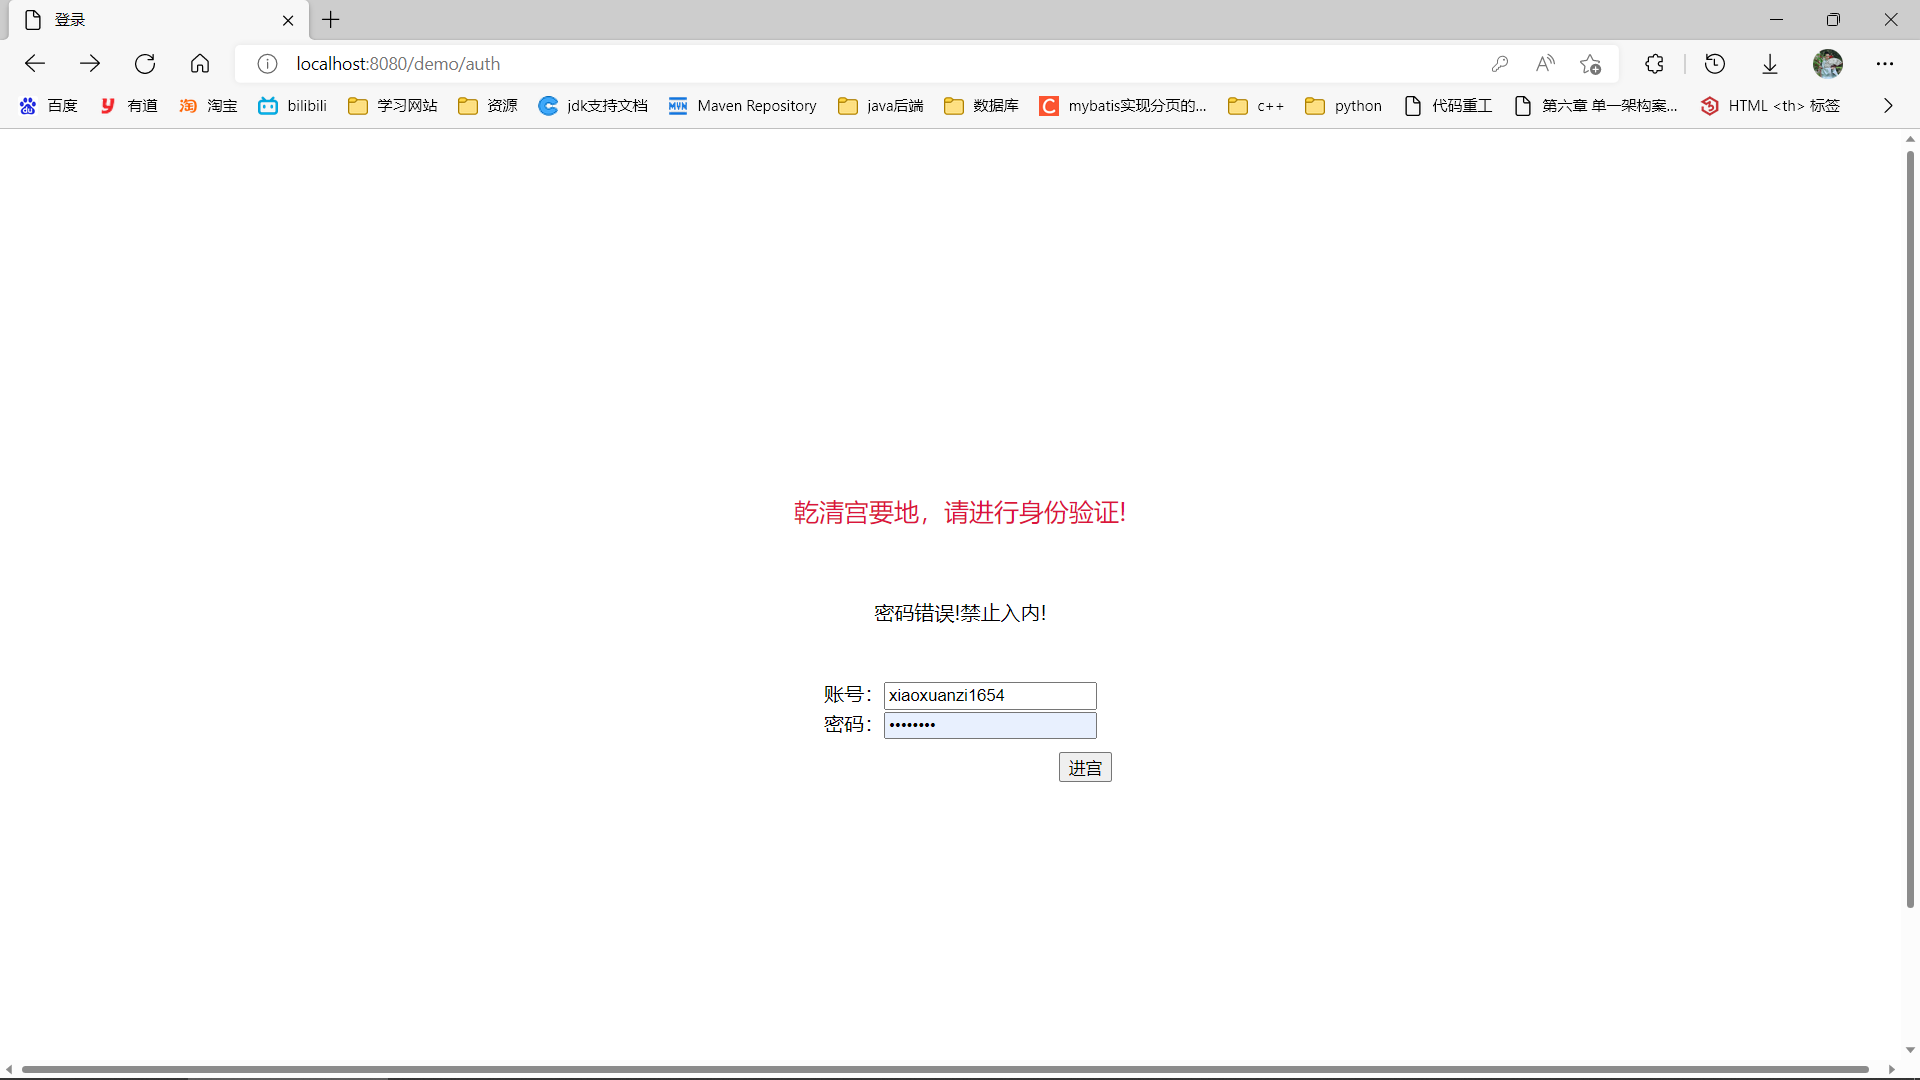 登录
localhost:8080/demo/auth
百度 有道 淘宝 bilibili 学习网站 资源 jdk支持文档 Maven Repository java后端 数据库 mybatis实现分页的... c++ python 代码重工 第六章 单一架构案... HTML <th> 标签
乾清宫要地，请进行身份验证!
密码错误!禁止入内!
账号： xiaoxuanzi1654
密码： ••••••••
进宫